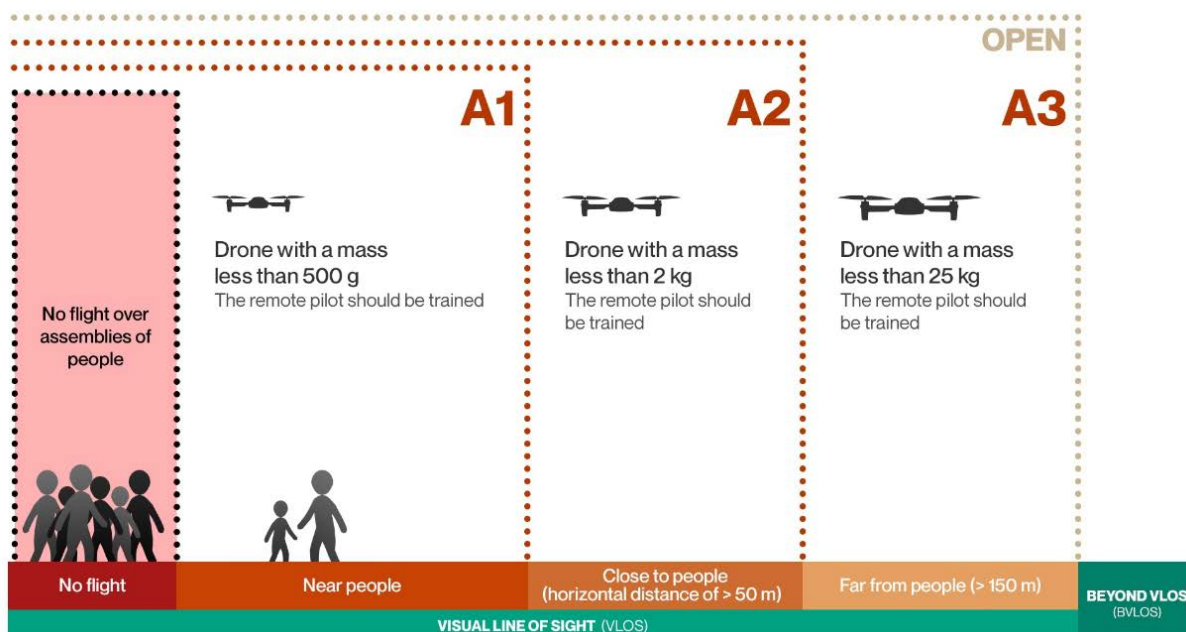 OPEN
A1
A2
A3
No flight over
assemblies of
people
Drone with a mass
less than 500 g
The remote pilot should be trained
Drone with a mass
less than 2 kg
The remote pilot should
be trained
Drone with a mass
less than 25 kg
The remote pilot should
be trained
No flight
Near people
Close to people
(horizontal distance of > 50 m)
Far from people (> 150 m)
BEYOND VLOS
(BVLOS)
VISUAL LINE OF SIGHT (VLOS)